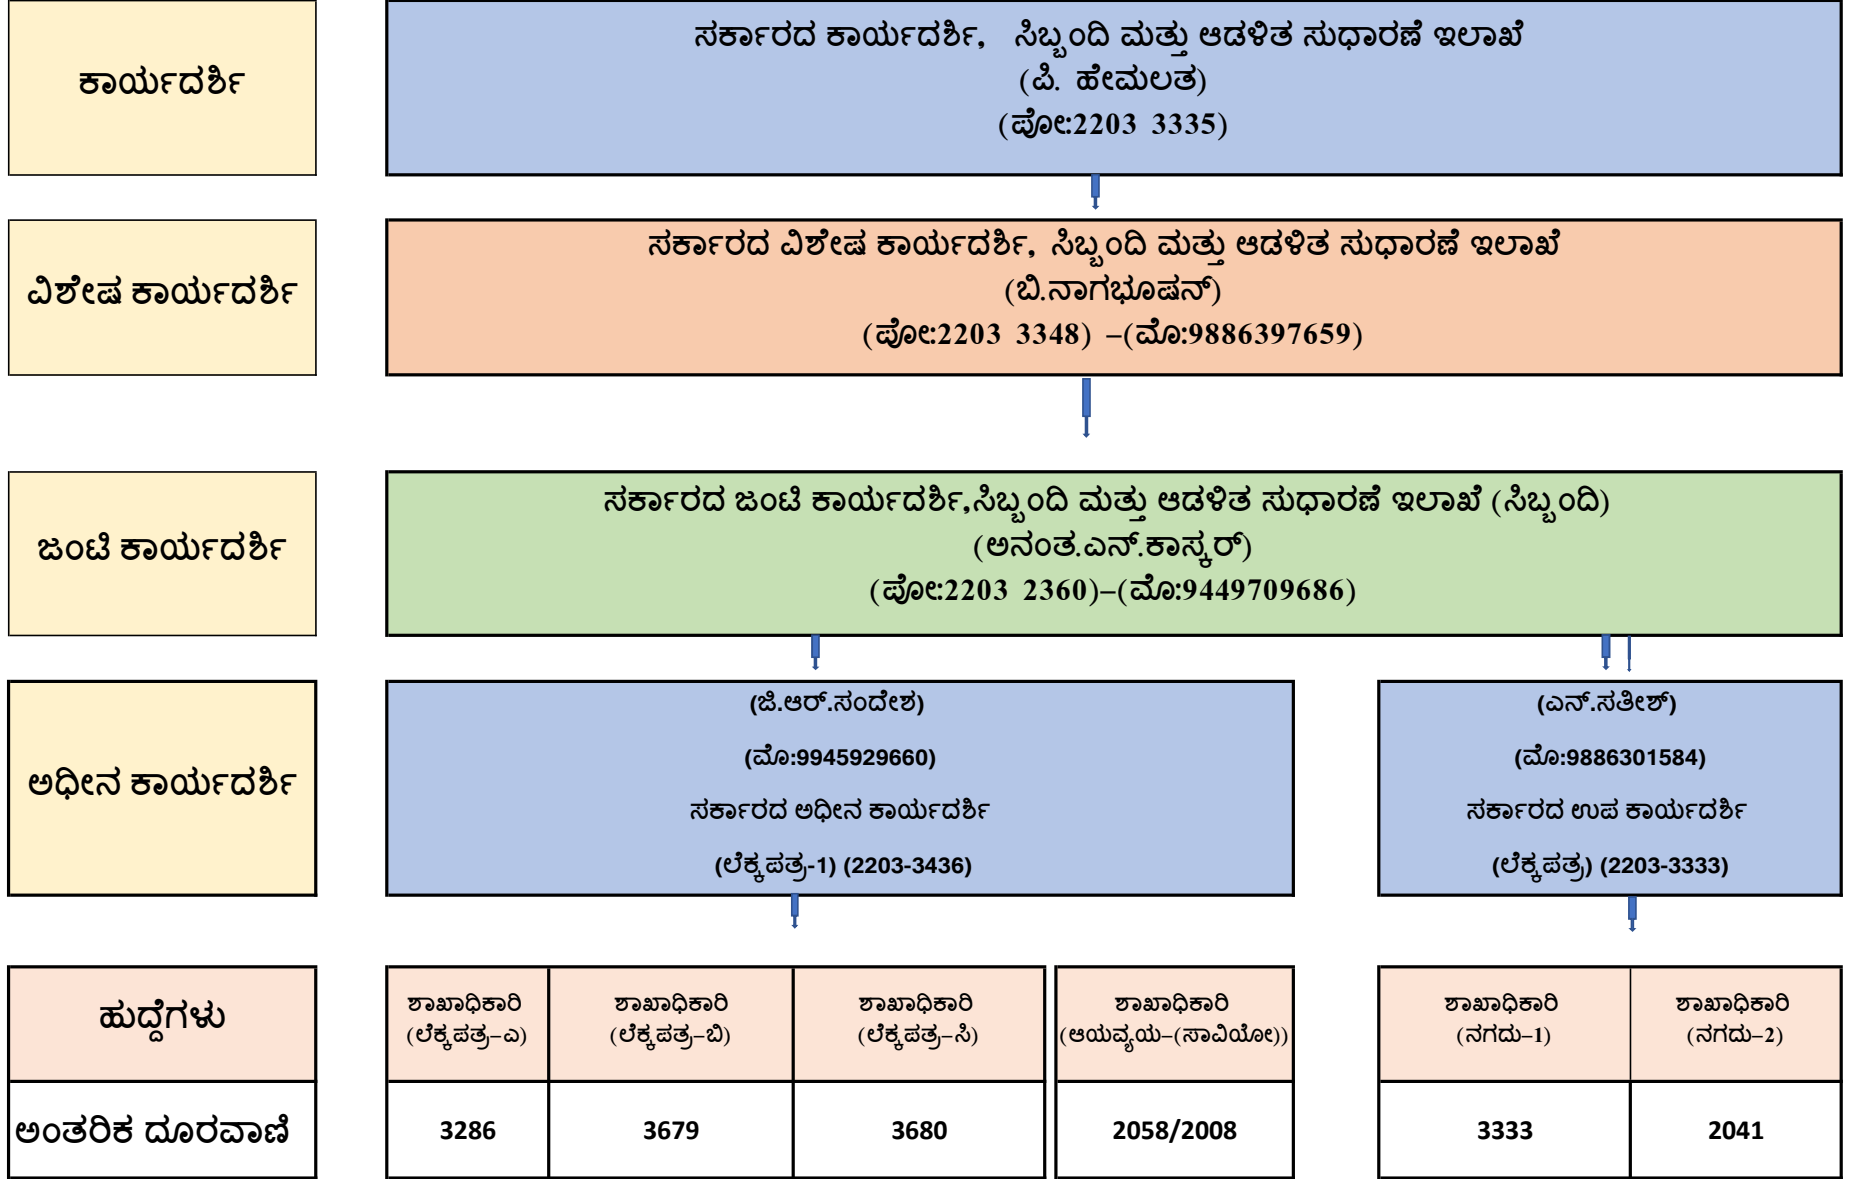 ಕಾರ್ಯದರ್ಶಿ
ಸರ್ಕಾರದ ಕಾರ್ಯದರ್ಶಿ, ಸಿಬ್ಬಂದಿ ಮತ್ತು ಆಡಳಿತ ಸುಧಾರಣೆ ಇಲಾಖೆ
(ಪಿ. ಹೇಮಲತ)
(ಪೋ:2203 3335)
ವಿಶೇಷ ಕಾರ್ಯದರ್ಶಿ
ಸರ್ಕಾರದ ವಿಶೇಷ ಕಾರ್ಯದರ್ಶಿ, ಸಿಬ್ಬಂದಿ ಮತ್ತು ಆಡಳಿತ ಸುಧಾರಣೆ ಇಲಾಖೆ
(ಬಿ.ನಾಗಭೂಷನ್)
(ಪೋ:2203 3348) –(ಮೊ:9886397659)
ಜಂಟಿ ಕಾರ್ಯದರ್ಶಿ
ಸರ್ಕಾರದ ಜಂಟಿ ಕಾರ್ಯದರ್ಶಿ,ಸಿಬ್ಬಂದಿ ಮತ್ತು ಆಡಳಿತ ಸುಧಾರಣೆ ಇಲಾಖೆ (ಸಿಬ್ಬಂದಿ)
(ಅನಂತ.ಎನ್.ಕಾಸ್ಕರ್)
(ಪೋ:2203 2360)–(ಮೊ:9449709686)
ಅಧೀನ ಕಾರ್ಯದರ್ಶಿ
(ಜಿ.ಆರ್.ಸಂದೇಶ)
(ಮೊ:9945929660)
ಸರ್ಕಾರದ ಅಧೀನ ಕಾರ್ಯದರ್ಶಿ
(ಲೆಕ್ಕಪತ್ರ-1) (2203-3436)
(ಎನ್.ಸತೀಶ್)
(ಮೊ:9886301584)
ಸರ್ಕಾರದ ಉಪ ಕಾರ್ಯದರ್ಶಿ
(ಲೆಕ್ಕಪತ್ರ) (2203-3333)
ಹುದ್ದೆಗಳು
ಶಾಖಾಧಿಕಾರಿ
(ಲೆಕ್ಕಪತ್ರ–ಎ)
ಶಾಖಾಧಿಕಾರಿ
(ಲೆಕ್ಕಪತ್ರ–ಬಿ)
ಶಾಖಾಧಿಕಾರಿ
(ಲೆಕ್ಕಪತ್ರ–ಸಿ)
ಶಾಖಾಧಿಕಾರಿ
(ಆಯವ್ಯಯ–(ಸಾವಿಯೋ))
ಶಾಖಾಧಿಕಾರಿ
(ನಗದು–1)
ಶಾಖಾಧಿಕಾರಿ
(ನಗದು–2)
ಅಂತರಿಕ ದೂರವಾಣಿ
3286
3679
3680
2058/2008
3333
2041